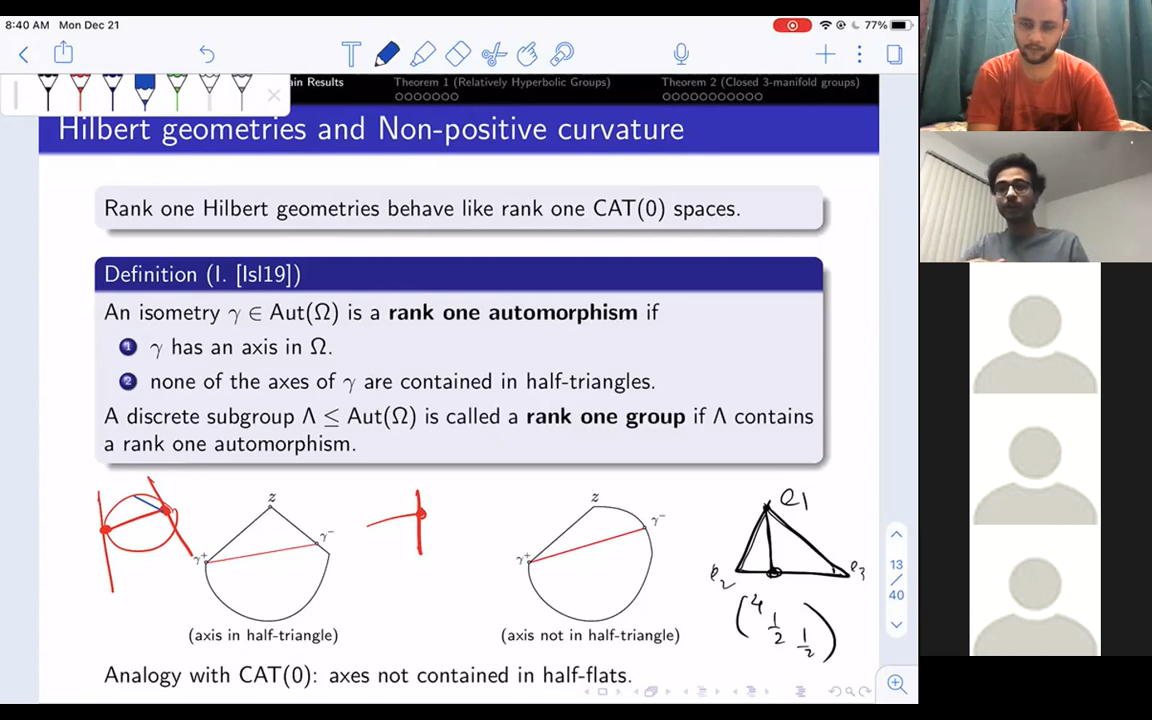 8:40 AM Mon Dec 21
77%
ain Results
Theorem 1 (Relatively Hyperbolic Groups)
Theorem 2 (Closed 3-manifold groups)
Hilbert geometries and Non-positive curvature
Rank one Hilbert geometries behave like rank one CAT(0) spaces.
Definition (I. [Isl19])
An isometry γ ∈ Aut(Ω) is a rank one automorphism if
1 γ has an axis in Ω.
2 none of the axes of γ are contained in half-triangles.
A discrete subgroup Λ ≤ Aut(Ω) is called a rank one group if Λ contains
a rank one automorphism.
z
γ⁺
γ⁻
(axis in half-triangle)
z
γ⁺
γ⁻
(axis not in half-triangle)
e1
e2
e3
(4 1/2 1/2)
13
/
40
Analogy with CAT(0): axes not contained in half-flats.